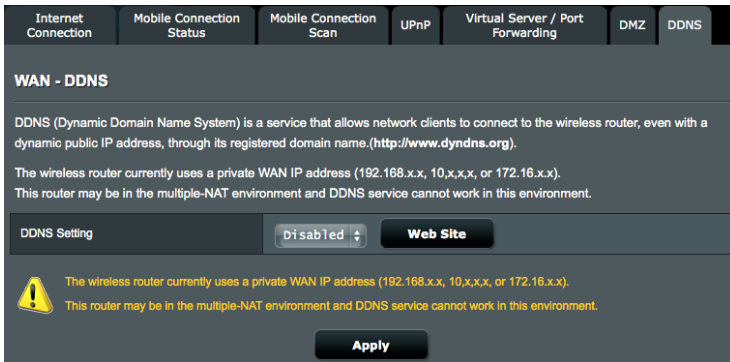 Internet Connection
Mobile Connection Status
Mobile Connection Scan
UPnP
Virtual Server / Port Forwarding
DMZ
DDNS
WAN - DDNS
DDNS (Dynamic Domain Name System) is a service that allows network clients to connect to the wireless router, even with a
dynamic public IP address, through its registered domain name.(http://www.dyndns.org).
The wireless router currently uses a private WAN IP address (192.168.x.x, 10,x,x,x, or 172.16.x.x).
This router may be in the multiple-NAT environment and DDNS service cannot work in this environment.
DDNS Setting
Disabled
Web Site
The wireless router currently uses a private WAN IP address (192.168.x.x, 10,x,x,x, or 172.16.x.x).
This router may be in the multiple-NAT environment and DDNS service cannot work in this environment.
Apply